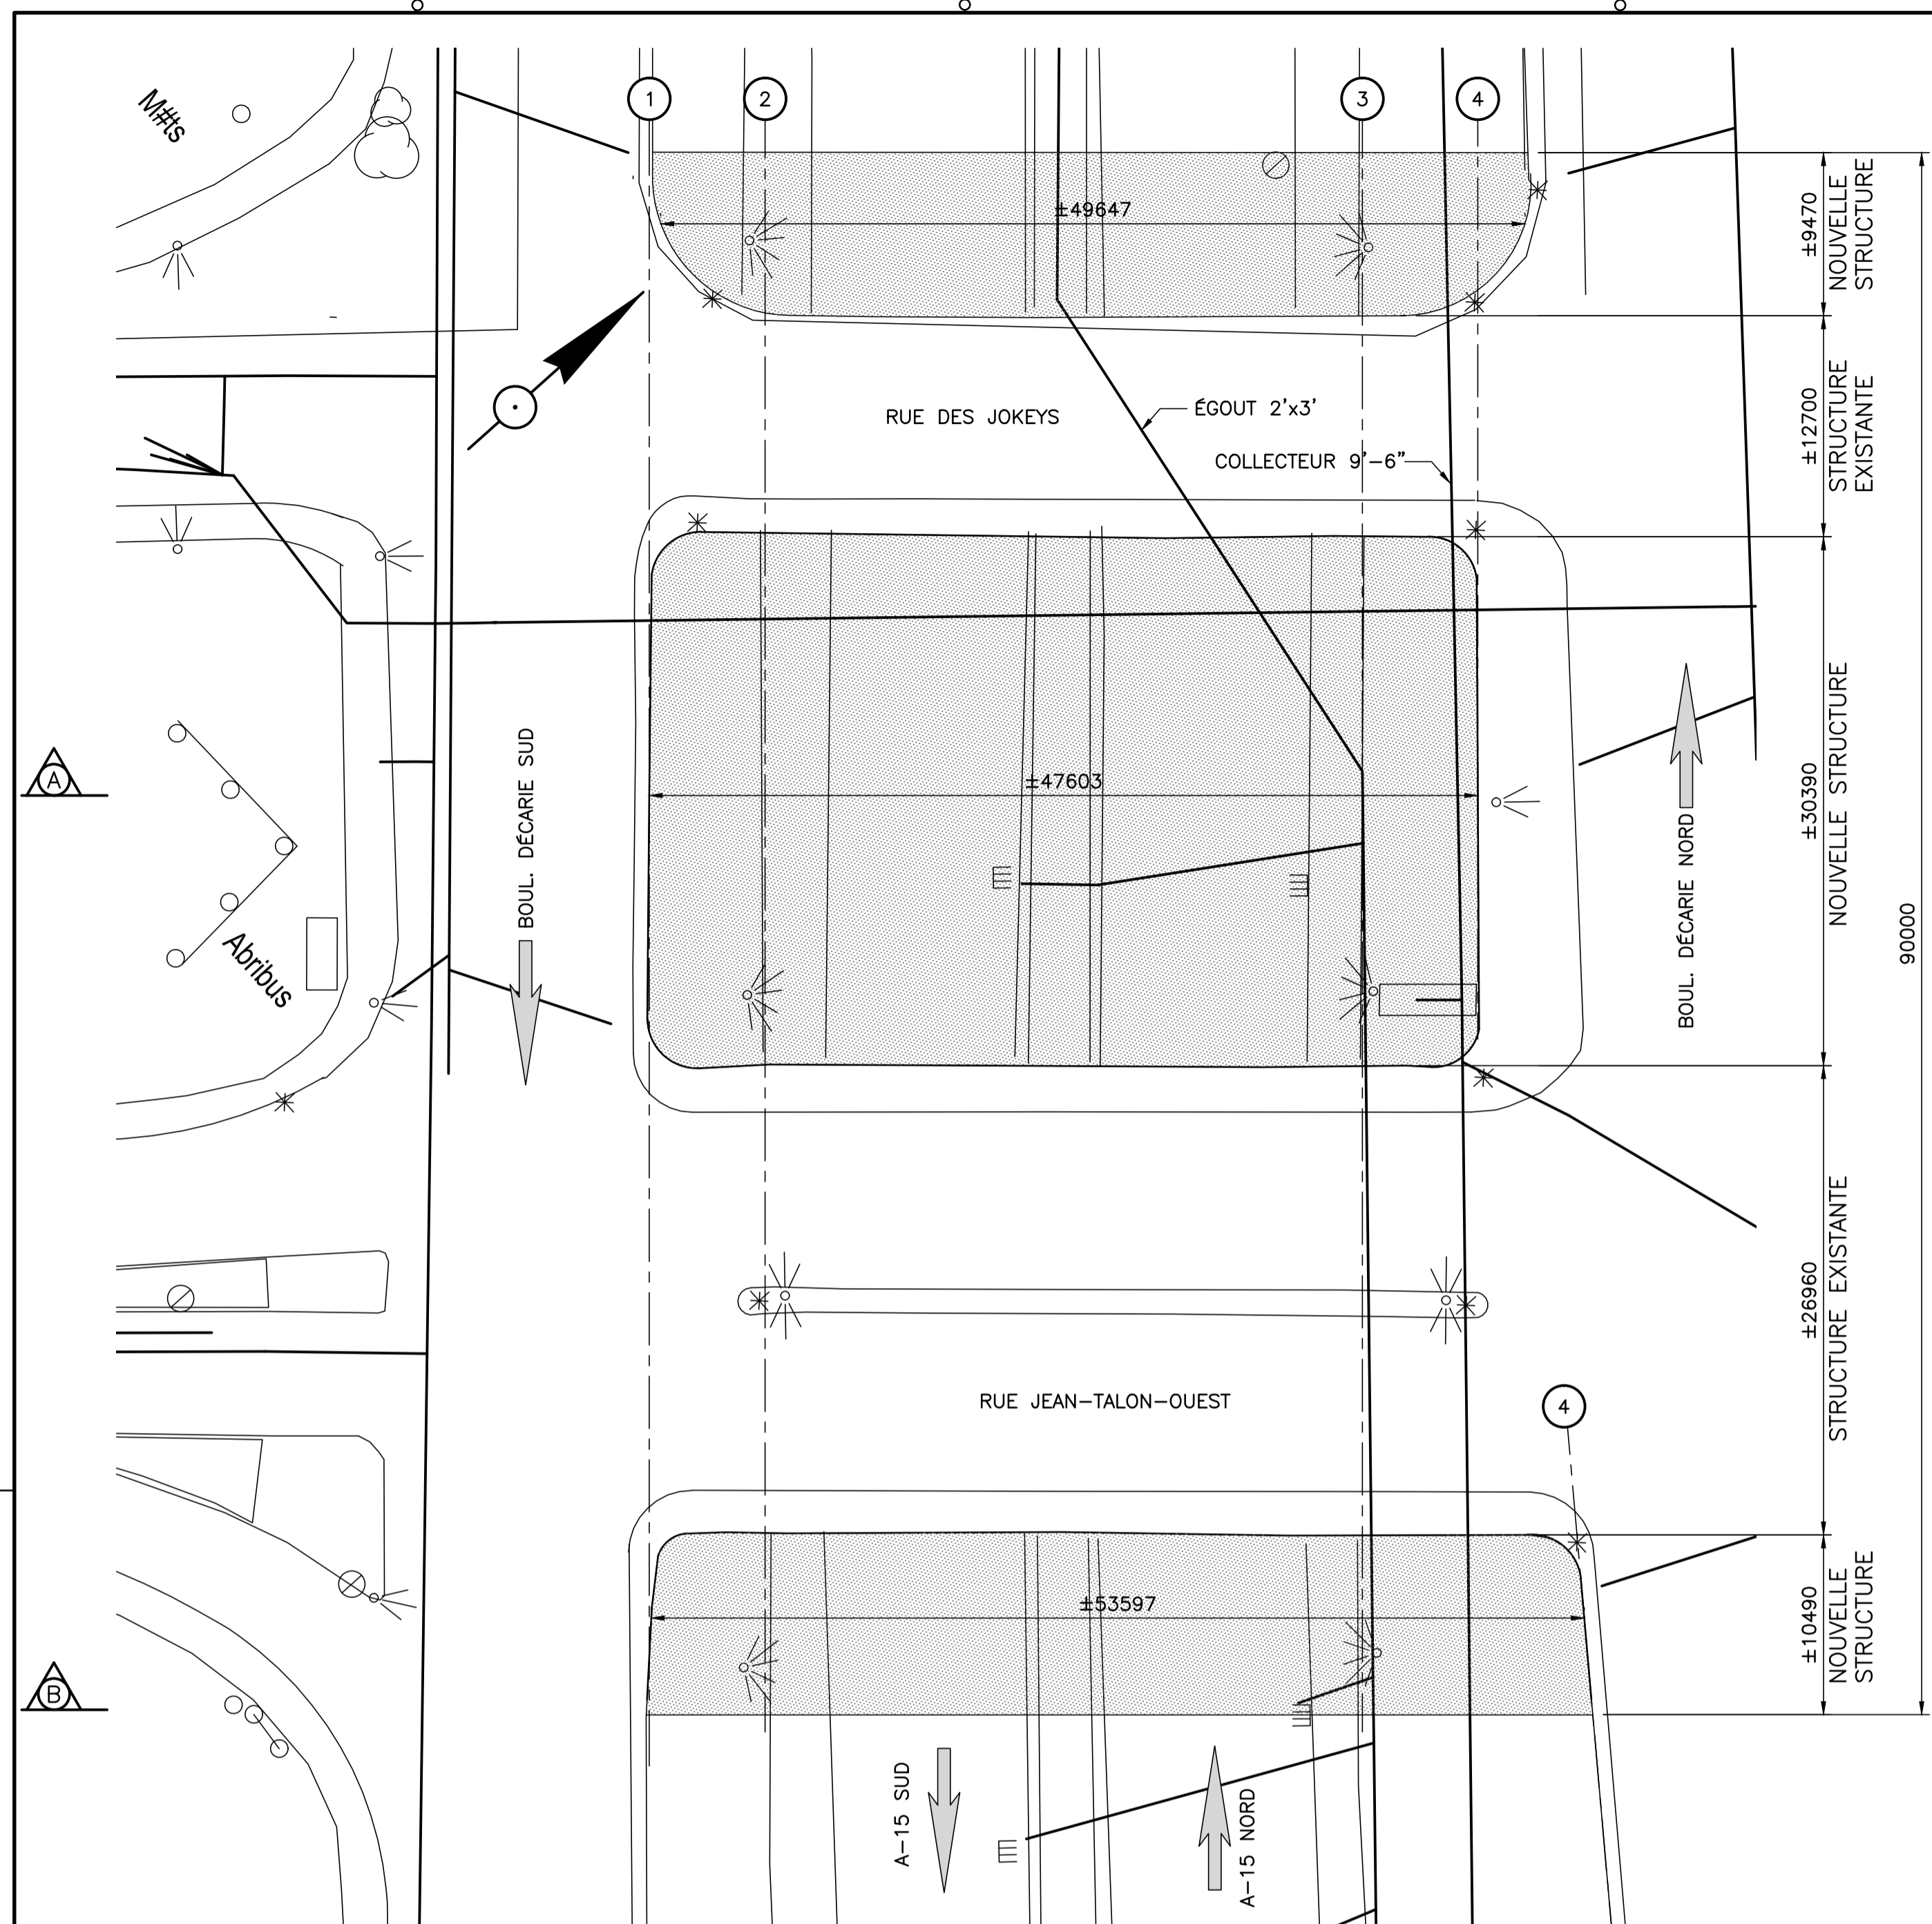 M#ts
1
2
3
4
±49647
±9470
NOUVELLE
STRUCTURE
RUE DES JOKEYS
ÉGOUT 2'x3'
COLLECTEUR 9'-6"
±12700
STRUCTURE
EXISTANTE
A
BOUL. DÉCARIE SUD
±47603
BOUL. DÉCARIE NORD
±30390
NOUVELLE STRUCTURE
90000
Abribus
±26960
STRUCTURE EXISTANTE
RUE JEAN-TALON-OUEST
4
±53597
±10490
NOUVELLE
STRUCTURE
B
A-15 SUD
A-15 NORD